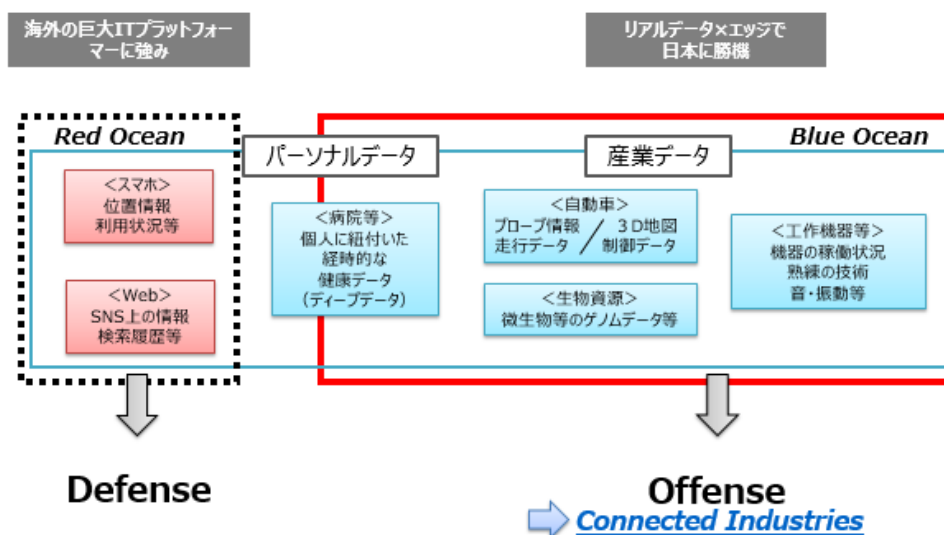 海外の巨大ITプラットフォー
マーに強み
リアルデータ×エッジで
日本に勝機
Red Ocean
Blue Ocean
パーソナルデータ
産業データ
<スマホ>
位置情報
利用状況等
<Web>
SNS上の情報
検索履歴等
<病院等>
個人に紐付いた
経時的な
健康データ
(ディープデータ)
<自動車>
プローブ情報 / 3D地図
走行データ / 制御データ
<生物資源>
微生物等のゲノムデータ等
<工作機器等>
機器の稼働状況
熟練の技術
音・振動等
Defense
Offense
Connected Industries